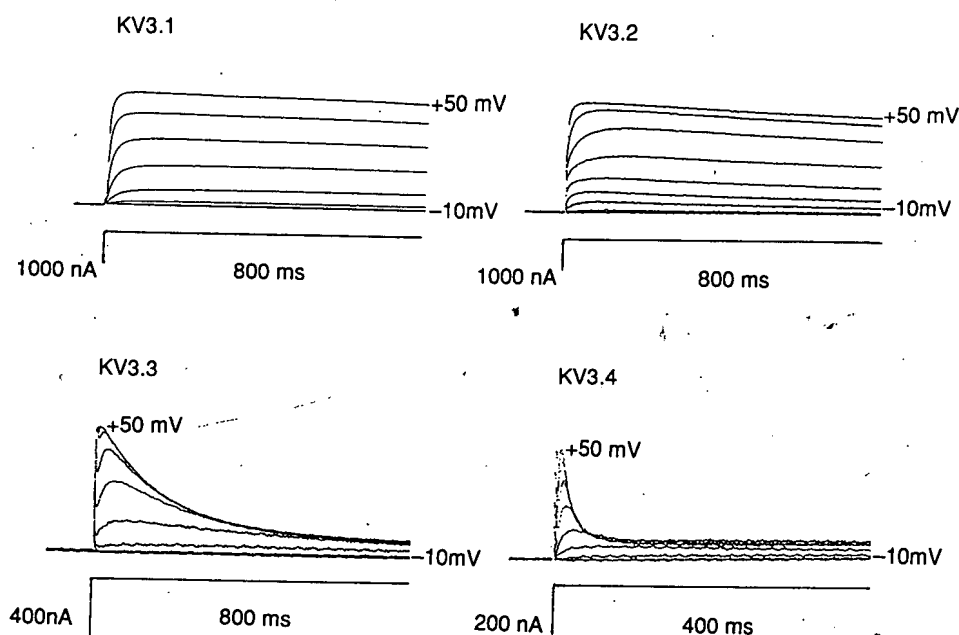 KV3.1
KV3.2
+50 mV
+50 mV
−10mV
−10mV
1000 nA
800 ms
1000 nA
800 ms
KV3.3
KV3.4
+50 mV
+50 mV
−10mV
−10mV
400nA
800 ms
200 nA
400 ms